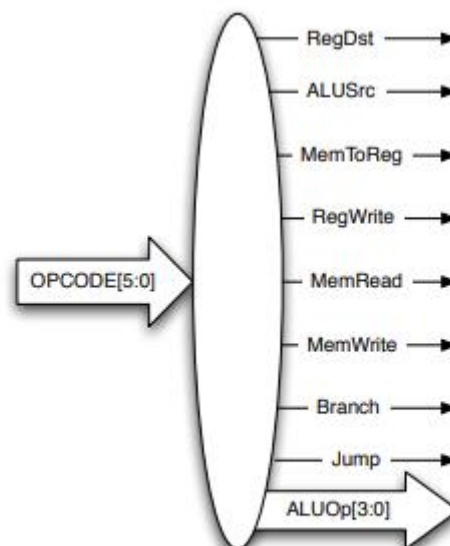 RegDst
ALUSrc
MemToReg
RegWrite
OPCODE[5:0]
MemRead
MemWrite
Branch
Jump
ALUOp[3:0]